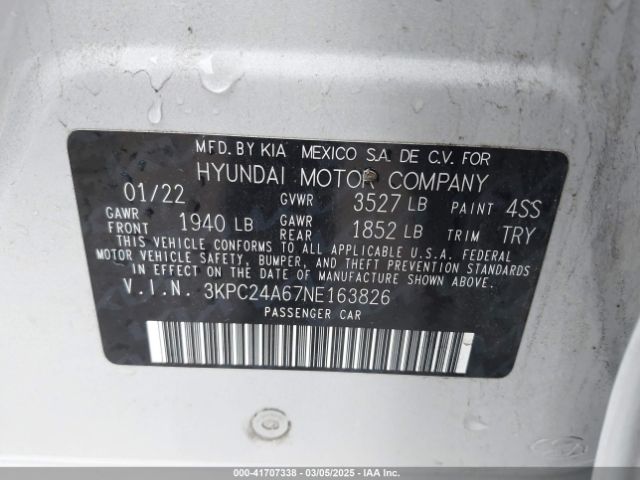 MFD. BY KIA MEXICO S.A. DE C.V. FOR
HYUNDAI MOTOR COMPANY
01/22 GVWR 3527 LB PAINT 4SS
GAWR FRONT 1940 LB GAWR REAR 1852 LB TRIM TRY
THIS VEHICLE CONFORMS TO ALL APPLICABLE U.S.A. FEDERAL
MOTOR VEHICLE SAFETY, BUMPER, AND THEFT PREVENTION STANDARDS
IN EFFECT ON THE DATE OF MANUFACTURE SHOWN ABOVE.
V.I.N. 3KPC24A67NE163826
PASSENGER CAR
000-41707338 - 03/05/2025 - IAA Inc.